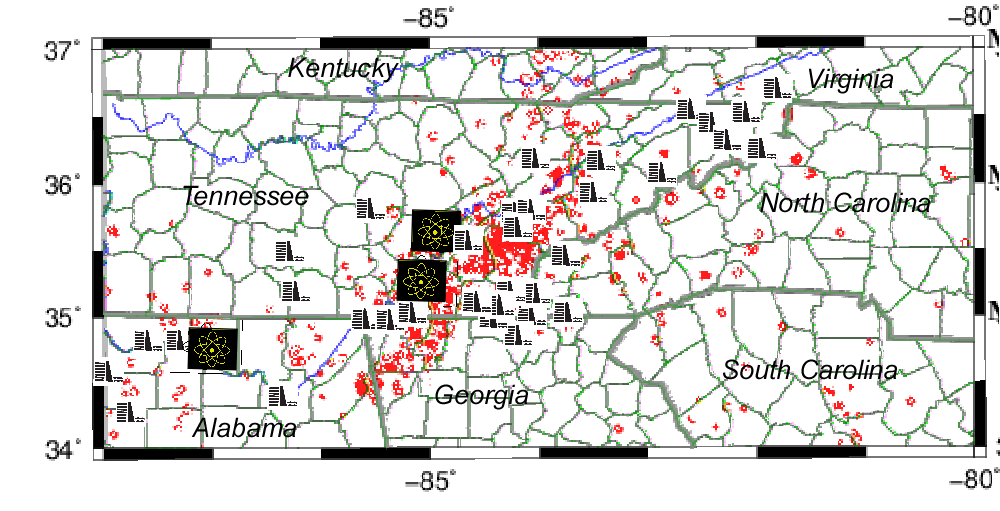 −85° −80°
37°
Kentucky
Virginia
36°
Tennessee
North Carolina
35°
South Carolina
Georgia
Alabama
34°
−85° −80°